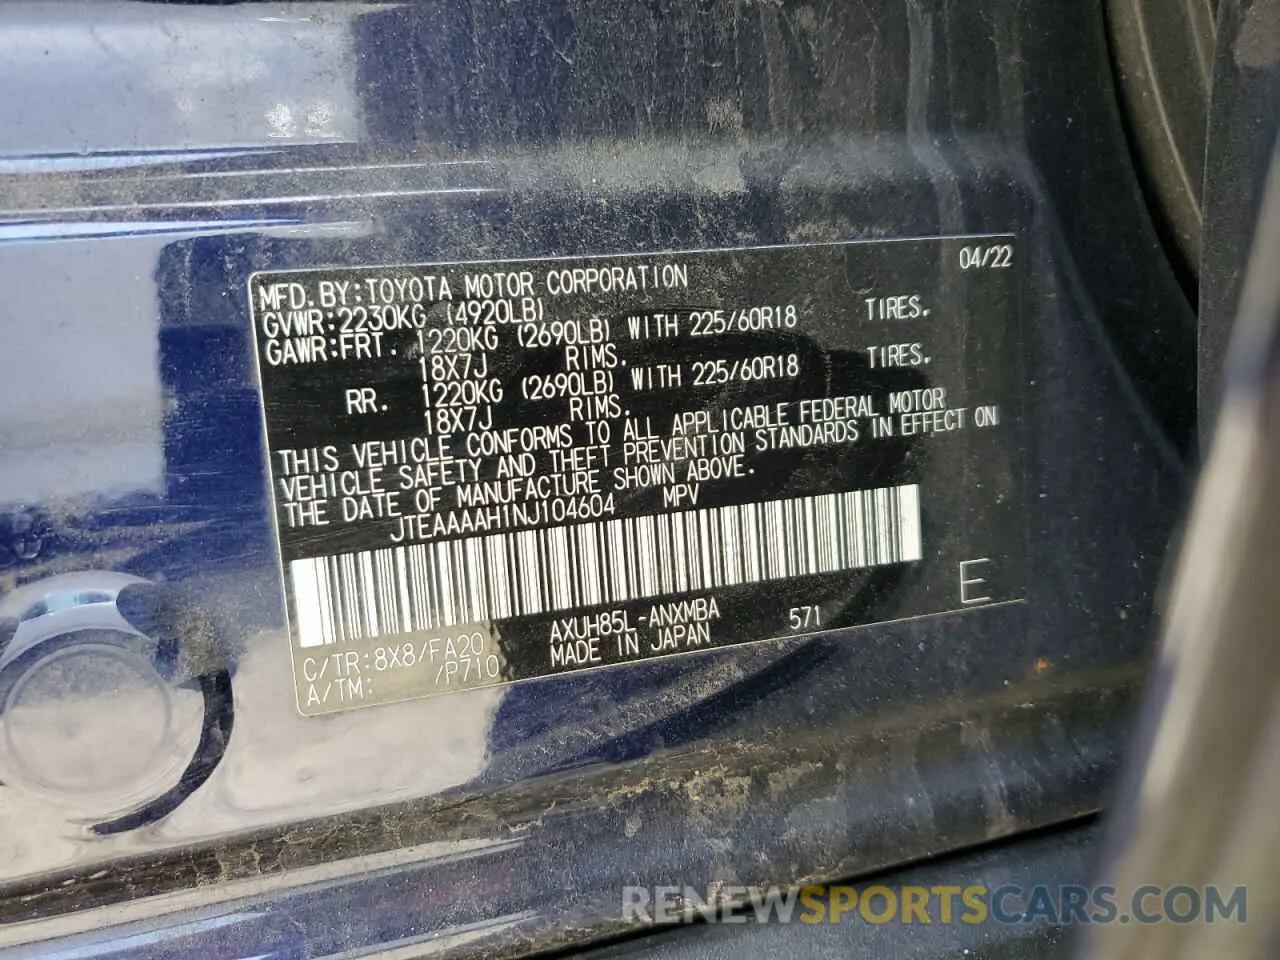 MFD. BY: TOYOTA MOTOR CORPORATION 04/22
GVWR: 2230KG (4920LB)
GAWR: FRT. 1220KG (2690LB) WITH 225/60R18 TIRES.
18X7J RIMS.
RR. 1220KG (2690LB) WITH 225/60R18 TIRES.
18X7J RIMS.
THIS VEHICLE CONFORMS TO ALL APPLICABLE FEDERAL MOTOR
VEHICLE SAFETY AND THEFT PREVENTION STANDARDS IN EFFECT ON
THE DATE OF MANUFACTURE SHOWN ABOVE.
JTEAAAAH1NJ104604 MPV
E
C/TR: 8X8/FA20 AXUH85L-ANXMBA 571
A/TM: /P710 MADE IN JAPAN
RENEWSPORTSCARS.COM